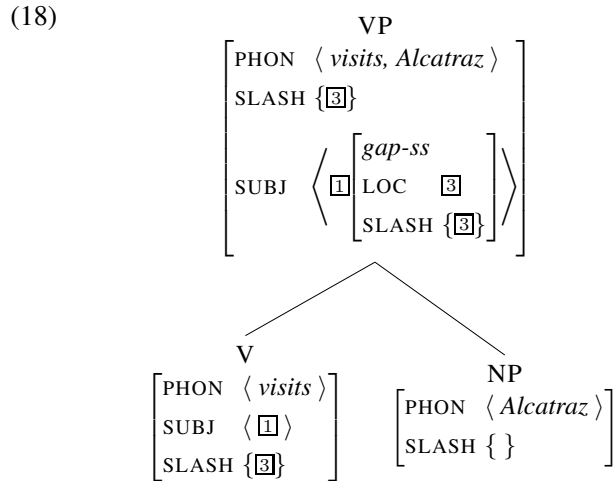 (18)
VP
PHON ⟨ visits, Alcatraz ⟩
SLASH {[3]}
gap-ss
SUBJ ⟨ [1] LOC [3] ⟩
SLASH {[3]}
V NP
PHON ⟨ visits ⟩ PHON ⟨ Alcatraz ⟩
SUBJ ⟨ [1] ⟩ SLASH { }
SLASH {[3]}